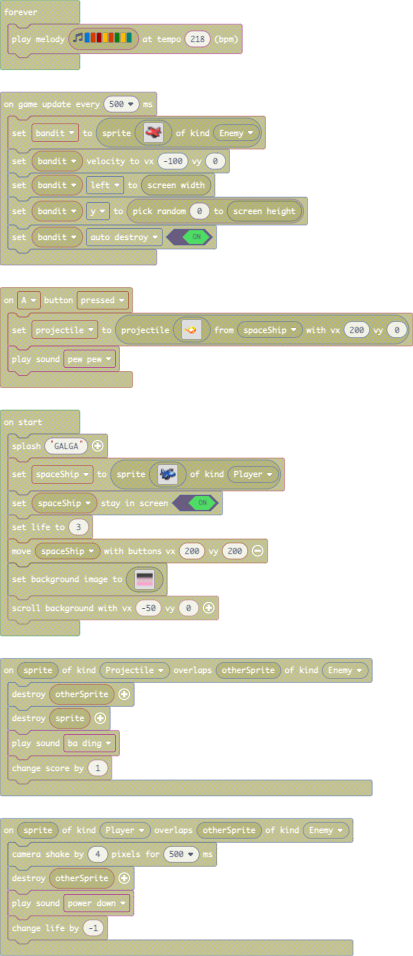 forever
play melody at tempo 218 (bpm)
on game update every 500 ms
set bandit to sprite of kind Enemy
set bandit velocity to vx -100 vy 0
set bandit left to screen width
set bandit y to pick random 0 to screen height
set bandit auto destroy ON
on A button pressed
set projectile to projectile from spaceShip with vx 200 vy 0
play sound pew pew
on start
splash "GALGA"
set spaceShip to sprite of kind Player
set spaceShip stay in screen ON
set life to 3
move spaceShip with buttons vx 200 vy 200
set background image to
scroll background with vx -50 vy 0
on sprite of kind Projectile overlaps otherSprite of kind Enemy
destroy otherSprite
destroy sprite
play sound ba ding
change score by 1
on sprite of kind Player overlaps otherSprite of kind Enemy
camera shake by 4 pixels for 500 ms
destroy otherSprite
play sound power down
change life by -1